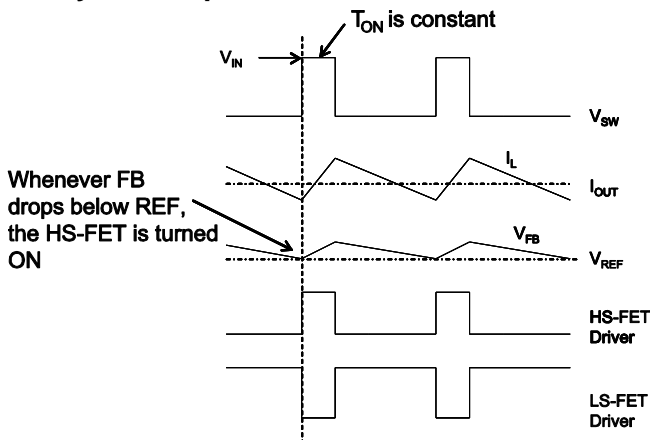 T_ON is constant
V_IN
V_SW
I_L
I_OUT
Whenever FB
drops below REF,
the HS-FET is turned
ON
V_FB
V_REF
HS-FET
Driver
LS-FET
Driver